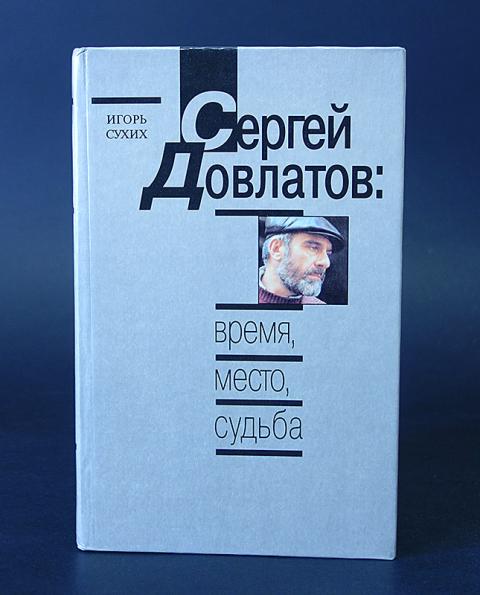 ИГОРЬ
СУХИХ
Сергей
Довлатов:
время,
место,
судьба